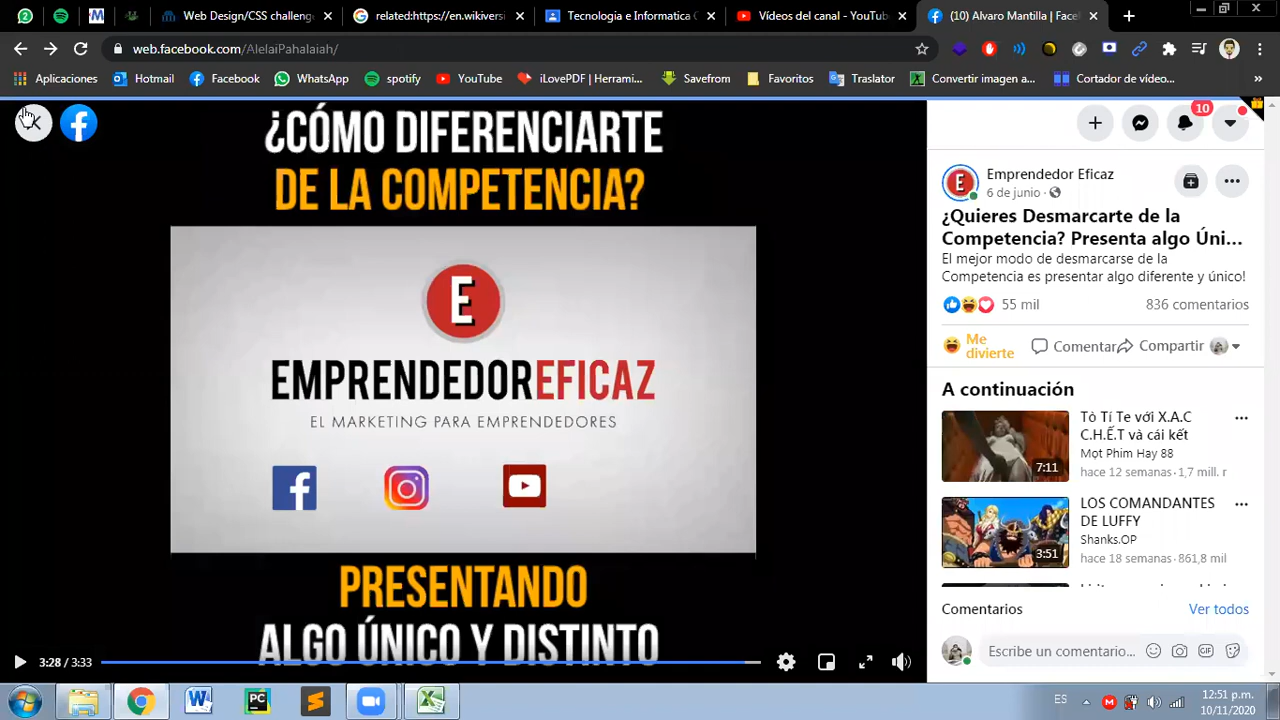 Web Design/CSS challeng
related:https://en.wikivers
Tecnologia e Informatica C
Vídeos del canal - YouTub
(10) Alvaro Mantilla | Face
web.facebook.com/AlelaiPahalaiah/
Aplicaciones
Hotmail
Facebook
WhatsApp
spotify
YouTube
iLovePDF | Herrami...
Savefrom
Favoritos
Traslator
Convertir imagen a...
Cortador de vídeo...
»
¿CÓMO DIFERENCIARTE
DE LA COMPETENCIA?
E
EMPRENDEDOREFICAZ
EL MARKETING PARA EMPRENDEDORES
PRESENTANDO
ALGO ÚNICO Y DISTINTO
3:28 / 3:33
10
E
Emprendedor Eficaz
6 de junio ·
¿Quieres Desmarcarte de la
Competencia? Presenta algo Úni...
El mejor modo de desmarcarse de la
Competencia es presentar algo diferente y único!
55 mil
836 comentarios
Me
divierte
Comentar
Compartir
A continuación
Tò Tí Te với X.A.C
C.H.Ế.T và cái kết
Mọt Phim Hay 88
hace 12 semanas · 1,7 mill. r
7:11
LOS COMANDANTES
DE LUFFY
Shanks.OP
hace 18 semanas · 861,8 mil
3:51
Comentarios
Ver todos
Escribe un comentario...
GIF
ES
12:51 p.m.
10/11/2020